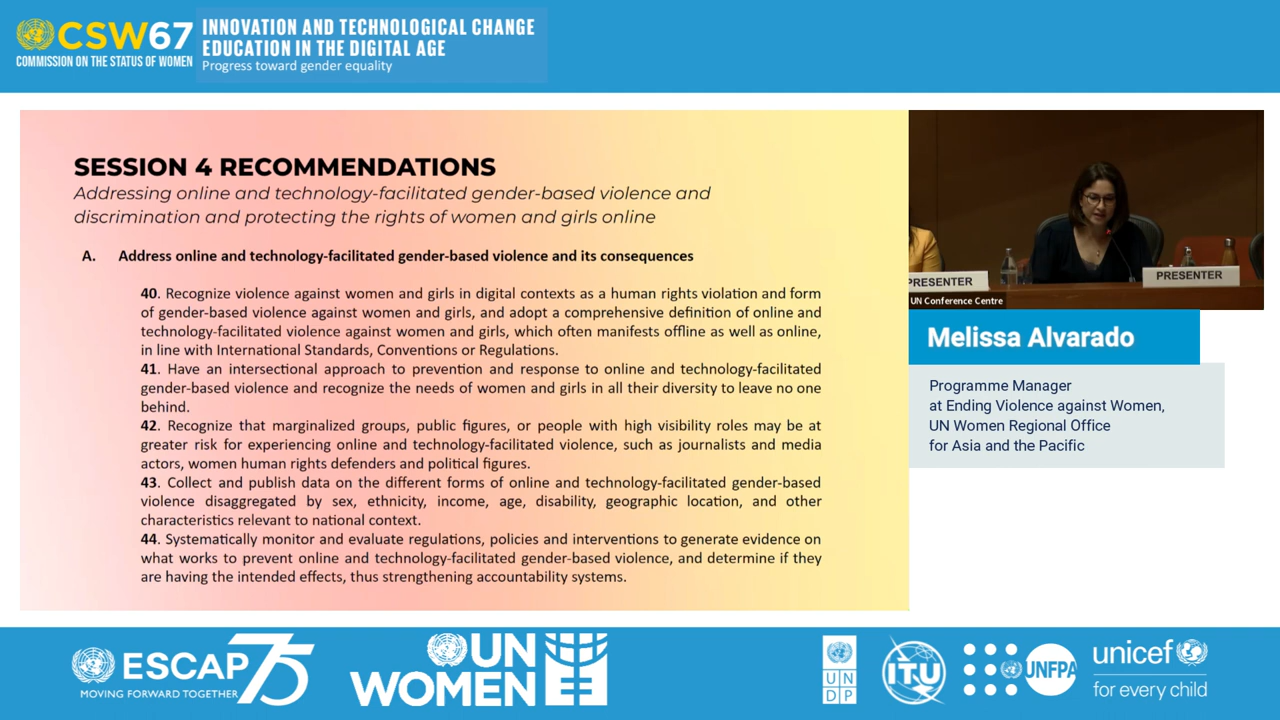 CSW67
COMMISSION ON THE STATUS OF WOMEN
INNOVATION AND TECHNOLOGICAL CHANGE
EDUCATION IN THE DIGITAL AGE
Progress toward gender equality
SESSION 4 RECOMMENDATIONS
Addressing online and technology-facilitated gender-based violence and
discrimination and protecting the rights of women and girls online
A. Address online and technology-facilitated gender-based violence and its consequences
40. Recognize violence against women and girls in digital contexts as a human rights violation and form
of gender-based violence against women and girls, and adopt a comprehensive definition of online and
technology-facilitated violence against women and girls, which often manifests offline as well as online,
in line with International Standards, Conventions or Regulations.
41. Have an intersectional approach to prevention and response to online and technology-facilitated
gender-based violence and recognize the needs of women and girls in all their diversity to leave no one
behind.
42. Recognize that marginalized groups, public figures, or people with high visibility roles may be at
greater risk for experiencing online and technology-facilitated violence, such as journalists and media
actors, women human rights defenders and political figures.
43. Collect and publish data on the different forms of online and technology-facilitated gender-based
violence disaggregated by sex, ethnicity, income, age, disability, geographic location, and other
characteristics relevant to national context.
44. Systematically monitor and evaluate regulations, policies and interventions to generate evidence on
what works to prevent online and technology-facilitated gender-based violence, and determine if they
are having the intended effects, thus strengthening accountability systems.
PRESENTER
PRESENTER
UN Conference Centre
Melissa Alvarado
Programme Manager
at Ending Violence against Women,
UN Women Regional Office
for Asia and the Pacific
ESCAP 75
MOVING FORWARD TOGETHER
UN
WOMEN
U N
D P
ITU
UNFPA
unicef
for every child